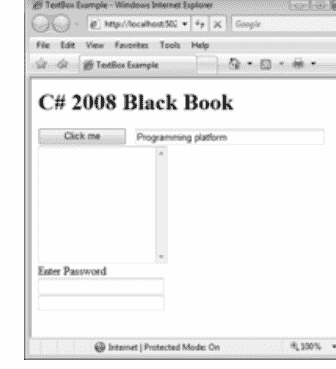 TextBox Example - Windows Internet Explorer
http://localhost:502 Google
File Edit View Favorites Tools Help
TextBox Example
C# 2008 Black Book
Click me Programming platform
Enter Password
Internet | Protected Mode: On 100%